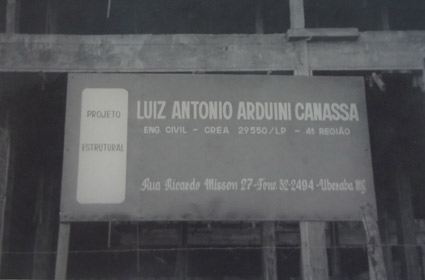 PROJETO
ESTRUTURAL
LUIZ ANTONIO ARDUINI CANASSA
ENG CIVIL - CREA 29550/LP - A1 REGIÃO
Rua Ricardo Misson 27-Fone 32-2494-Uberaba MG